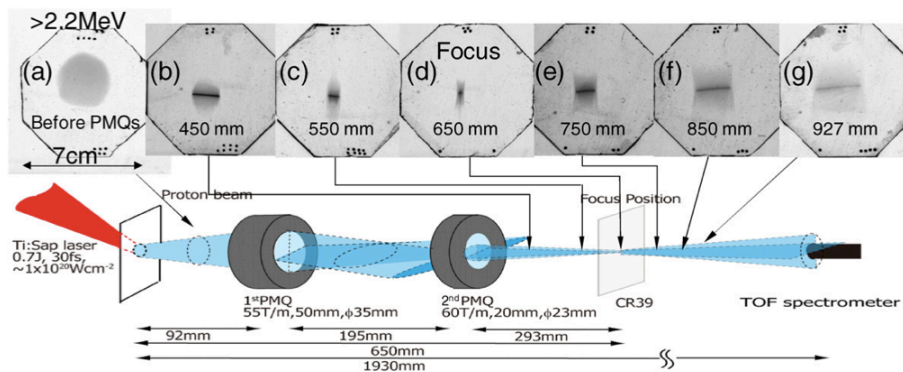 >2.2MeV
(a)
Before PMQs
7cm
(b)
450 mm
(c)
550 mm
Focus
(d)
650 mm
(e)
750 mm
(f)
850 mm
(g)
927 mm
Proton beam
Focus Position
Ti:Sap laser
0.7J, 30fs,
~1x10²⁰Wcm⁻²
1ˢᵗPMQ
55T/m,50mm,φ35mm
2ⁿᵈPMQ
60T/m,20mm,φ23mm
CR39
TOF spectrometer
92mm
195mm
293mm
650mm
1930mm